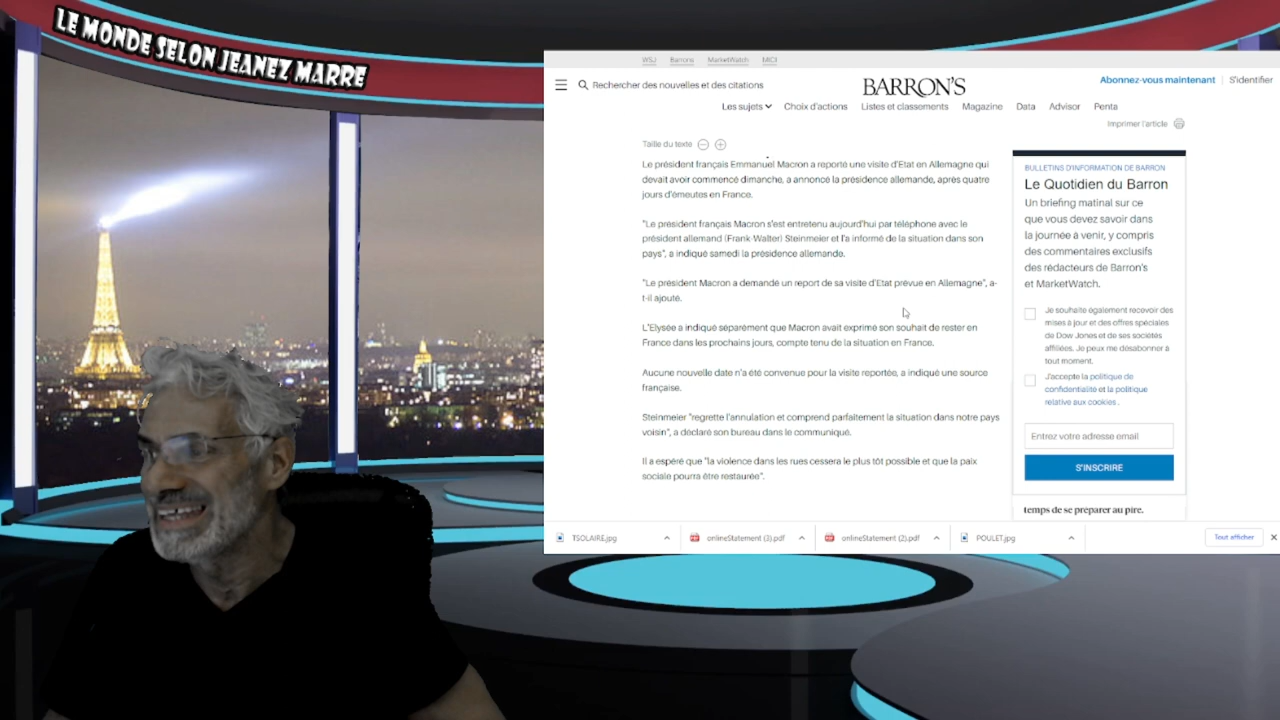 LE MONDE SELON JEANEZ MARRE
WSJ Barrons MarketWatch MICII
Rechercher des nouvelles et des citations
BARRON'S
Abonnez-vous maintenant | S'identifier
Les sujets Choix d'actions Listes et classements Magazine Data Advisor Penta
Imprimer l'article
Taille du texte
Le président français Emmanuel Macron a reporté une visite d'Etat en Allemagne qui
devait avoir commencé dimanche, a annoncé la présidence allemande, après quatre
jours d'émeutes en France.
"Le président français Macron s'est entretenu aujourd'hui par téléphone avec le
président allemand (Frank-Walter) Steinmeier et l'a informé de la situation dans son
pays", a indiqué samedi la présidence allemande.
"Le président Macron a demandé un report de sa visite d'Etat prévue en Allemagne", a-
t-il ajouté.
L'Elysée a indiqué séparément que Macron avait exprimé son souhait de rester en
France dans les prochains jours, compte tenu de la situation en France.
Aucune nouvelle date n'a été convenue pour la visite reportée, a indiqué une source
française.
Steinmeier "regrette l'annulation et comprend parfaitement la situation dans notre pays
voisin", a déclaré son bureau dans le communiqué.
Il a espéré que "la violence dans les rues cessera le plus tôt possible et que la paix
sociale pourra être restaurée".
BULLETINS D'INFORMATION DE BARRON
Le Quotidien du Barron
Un briefing matinal sur ce
que vous devez savoir dans
la journée à venir, y compris
des commentaires exclusifs
des rédacteurs de Barron's
et MarketWatch.
Je souhaite également recevoir des
mises à jour et des offres spéciales
de Dow Jones et de ses sociétés
affiliées. Je peux me désabonner à
tout moment.
J'accepte la politique de
confidentialité et la politique
relative aux cookies .
Entrez votre adresse email
S'INSCRIRE
temps de se préparer au pire.
TSOLAIRE.jpg onlineStatement (3).pdf onlineStatement (2).pdf POULET.jpg Tout afficher